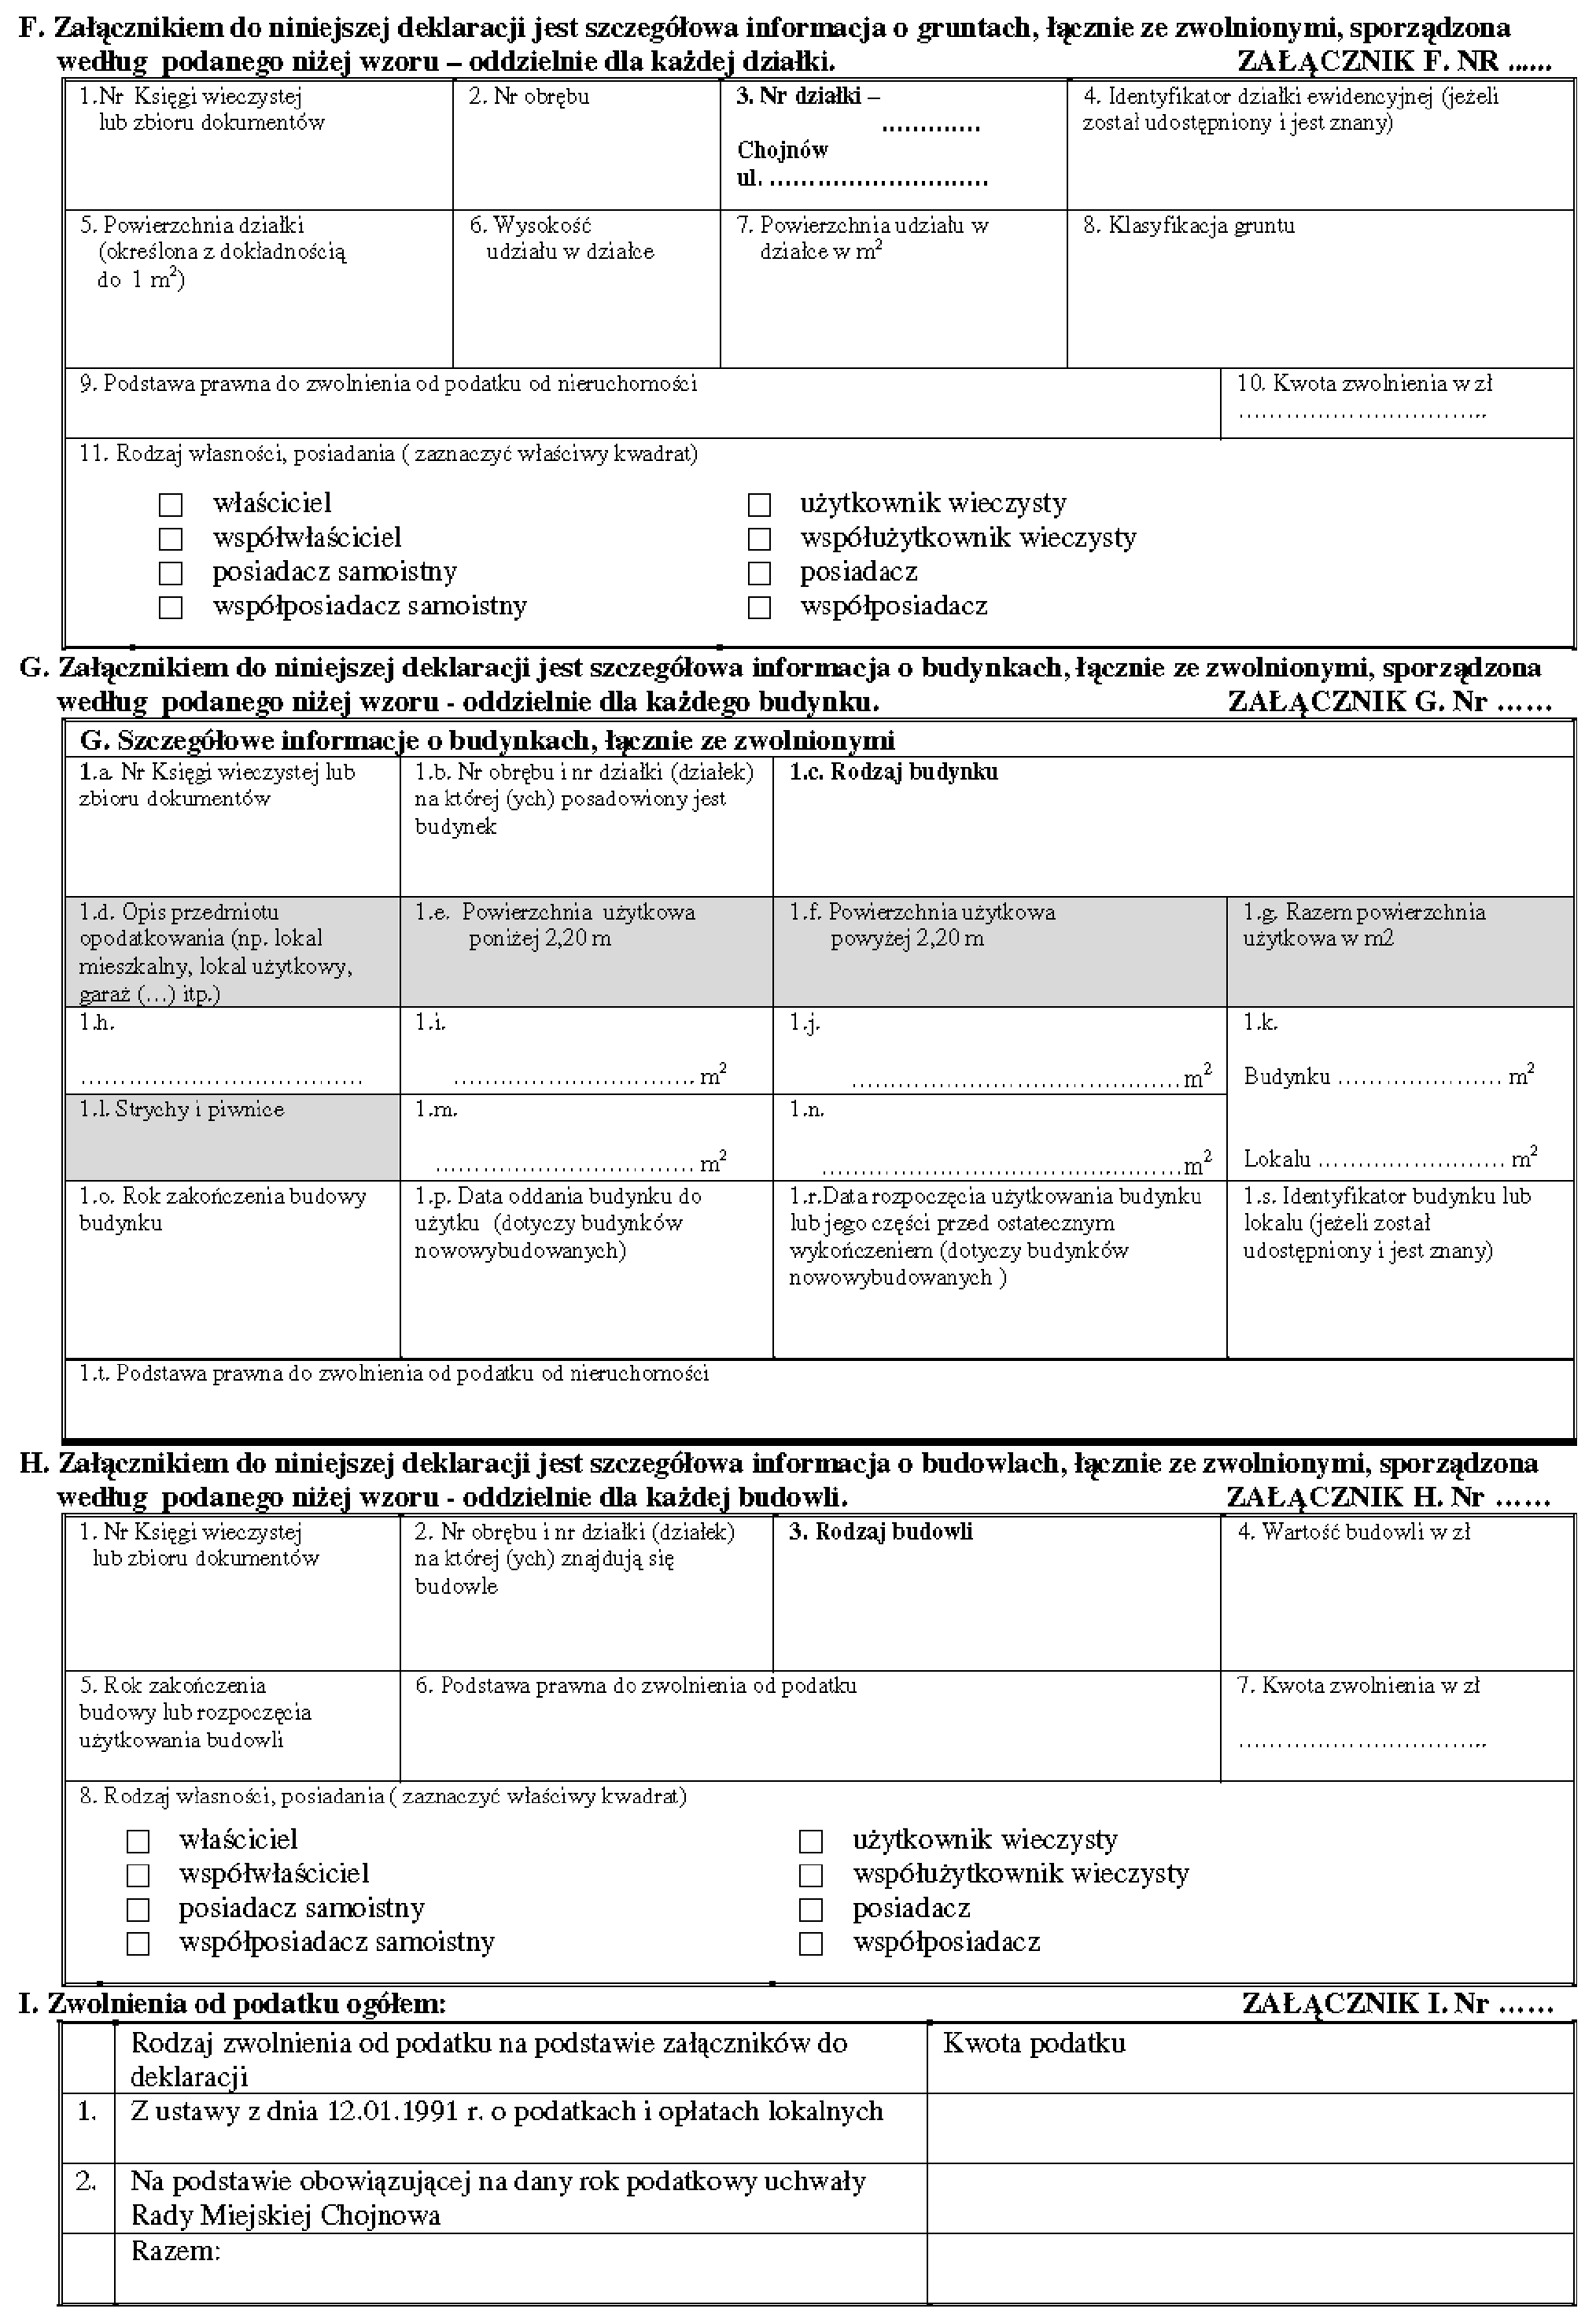 F. Załącznikiem do niniejszej deklaracji jest szczegółowa informacja o gruntach, łącznie ze zwolnionymi, sporządzona
według podanego niżej wzoru – oddzielnie dla każdej działki. ZAŁĄCZNIK F. NR ......
1.Nr Księgi wieczystej
lub zbioru dokumentów
2. Nr obrębu
3. Nr działki –
.............
Chojnów
ul. .............................
4. Identyfikator działki ewidencyjnej (jeżeli
został udostępniony i jest znany)
5. Powierzchnia działki
(określona z dokładnością
do 1 m²)
6. Wysokość
udziału w działce
7. Powierzchnia udziału w
działce w m²
8. Klasyfikacja gruntu
9. Podstawa prawna do zwolnienia od podatku od nieruchomości
10. Kwota zwolnienia w zł
................................
11. Rodzaj własności, posiadania ( zaznaczyć właściwy kwadrat)
☐ właściciel
☐ współwłaściciel
☐ posiadacz samoistny
☐ współposiadacz samoistny
☐ użytkownik wieczysty
☐ współużytkownik wieczysty
☐ posiadacz
☐ współposiadacz
G. Załącznikiem do niniejszej deklaracji jest szczegółowa informacja o budynkach, łącznie ze zwolnionymi, sporządzona
według podanego niżej wzoru - oddzielnie dla każdego budynku. ZAŁĄCZNIK G. Nr ......
G. Szczegółowe informacje o budynkach, łącznie ze zwolnionymi
1.a. Nr Księgi wieczystej lub
zbioru dokumentów
1.b. Nr obrębu i nr działki (działek)
na której (ych) posadowiony jest
budynek
1.c. Rodzaj budynku
1.d. Opis przedmiotu
opodatkowania (np. lokal
mieszkalny, lokal użytkowy,
garaż (…) itp.)
1.e. Powierzchnia użytkowa
poniżej 2,20 m
1.f. Powierzchnia użytkowa
powyżej 2,20 m
1.g. Razem powierzchnia
użytkowa w m2
1.h.
....................................
1.i.
............................... m²
1.j.
.......................................... m²
1.k.
Budynku ..................... m²
Lokalu ........................ m²
1.l. Strychy i piwnice
1.m.
................................. m²
1.n.
.............................................. m²
1.o. Rok zakończenia budowy
budynku
1.p. Data oddania budynku do
użytku (dotyczy budynków
nowowybudowanych)
1.r.Data rozpoczęcia użytkowania budynku
lub jego części przed ostatecznym
wykończeniem (dotyczy budynków
nowowybudowanych )
1.s. Identyfikator budynku lub
lokalu (jeżeli został
udostępniony i jest znany)
1.t. Podstawa prawna do zwolnienia od podatku od nieruchomości
H. Załącznikiem do niniejszej deklaracji jest szczegółowa informacja o budowlach, łącznie ze zwolnionymi, sporządzona
według podanego niżej wzoru - oddzielnie dla każdej budowli. ZAŁĄCZNIK H. Nr ......
1. Nr Księgi wieczystej
lub zbioru dokumentów
2. Nr obrębu i nr działki (działek)
na której (ych) znajdują się
budowle
3. Rodzaj budowli
4. Wartość budowli w zł
5. Rok zakończenia
budowy lub rozpoczęcia
użytkowania budowli
6. Podstawa prawna do zwolnienia od podatku
7. Kwota zwolnienia w zł
................................
8. Rodzaj własności, posiadania ( zaznaczyć właściwy kwadrat)
☐ właściciel
☐ współwłaściciel
☐ posiadacz samoistny
☐ współposiadacz samoistny
☐ użytkownik wieczysty
☐ współużytkownik wieczysty
☐ posiadacz
☐ współposiadacz
I. Zwolnienia od podatku ogółem: ZAŁĄCZNIK I. Nr ......
Rodzaj zwolnienia od podatku na podstawie załączników do
deklaracji
Kwota podatku
1. Z ustawy z dnia 12.01.1991 r. o podatkach i opłatach lokalnych
2. Na podstawie obowiązującej na dany rok podatkowy uchwały
Rady Miejskiej Chojnowa
Razem: